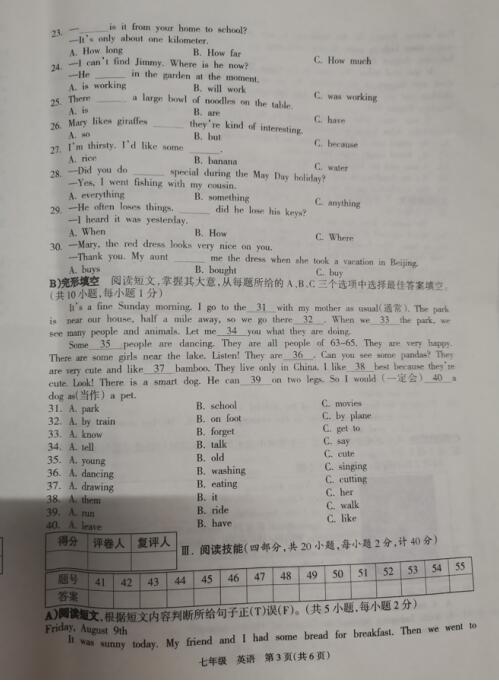 23. —______ is it from your home to school?
—It's only about one kilometer.
A. How long B. How far C. How much
24. —I can't find Jimmy. Where is he now?
—He ______ in the garden at the moment.
A. is working B. will work C. was working
25. There ______ a large bowl of noodles on the table.
A. is B. are C. have
26. Mary likes giraffes ______ they're kind of interesting.
A. so B. but C. because
27. I'm thirsty. I'd like some ______.
A. rice B. banana C. water
28. —Did you do ______ special during the May Day holiday?
—Yes, I went fishing with my cousin.
A. everything B. something C. anything
29. —He often loses things. ______ did he lose his keys?
—I heard it was yesterday.
A. When B. How C. Where
30. —Mary, the red dress looks very nice on you.
—Thank you. My aunt ______ me the dress when she took a vacation in Beijing.
A. buys B. bought C. buy
B)完形填空 阅读短文,掌握其大意,从每题所给的 A、B、C 三个选项中选择最佳答案填空。
(共10小题,每小题1分)
It's a fine Sunday morning. I go to the 31 with my mother as usual(通常). The park
is near our house, half a mile away, so we go there 32 . When we 33 the park, we
see many people and animals. Let me 34 you what they are doing.
Some 35 people are dancing. They are all people of 63-65. They are very happy.
There are some girls near the lake. Listen! They are 36 . Can you see some pandas? They
are very cute and like 37 bamboo. They live only in China. I like 38 best because they're
cute. Look! There is a smart dog. He can 39 on two legs. So I would (一定会) 40 a
dog as(当作) a pet.
31. A. park B. school C. movies
32. A. by train B. on foot C. by plane
33. A. know B. forget C. get to
34. A. tell B. talk C. say
35. A. young B. old C. cute
36. A. dancing B. washing C. singing
37. A. drawing B. eating C. cutting
38. A. them B. it C. her
39. A. run B. ride C. walk
40. A. leave B. have C. like
得分 评卷人 复评人
Ⅲ. 阅读技能(四部分,共20小题,每小题2分,计40分)
题号 41 42 43 44 45 46 47 48 49 50 51 52 53 54 55
答案
A)阅读短文,根据短文内容判断所给句子正(T)误(F)。(共5小题,每小题2分)
Friday, August 9th
It was sunny today. My friend and I had some bread for breakfast. Then we went to
七年级 英语 第3页(共6页)